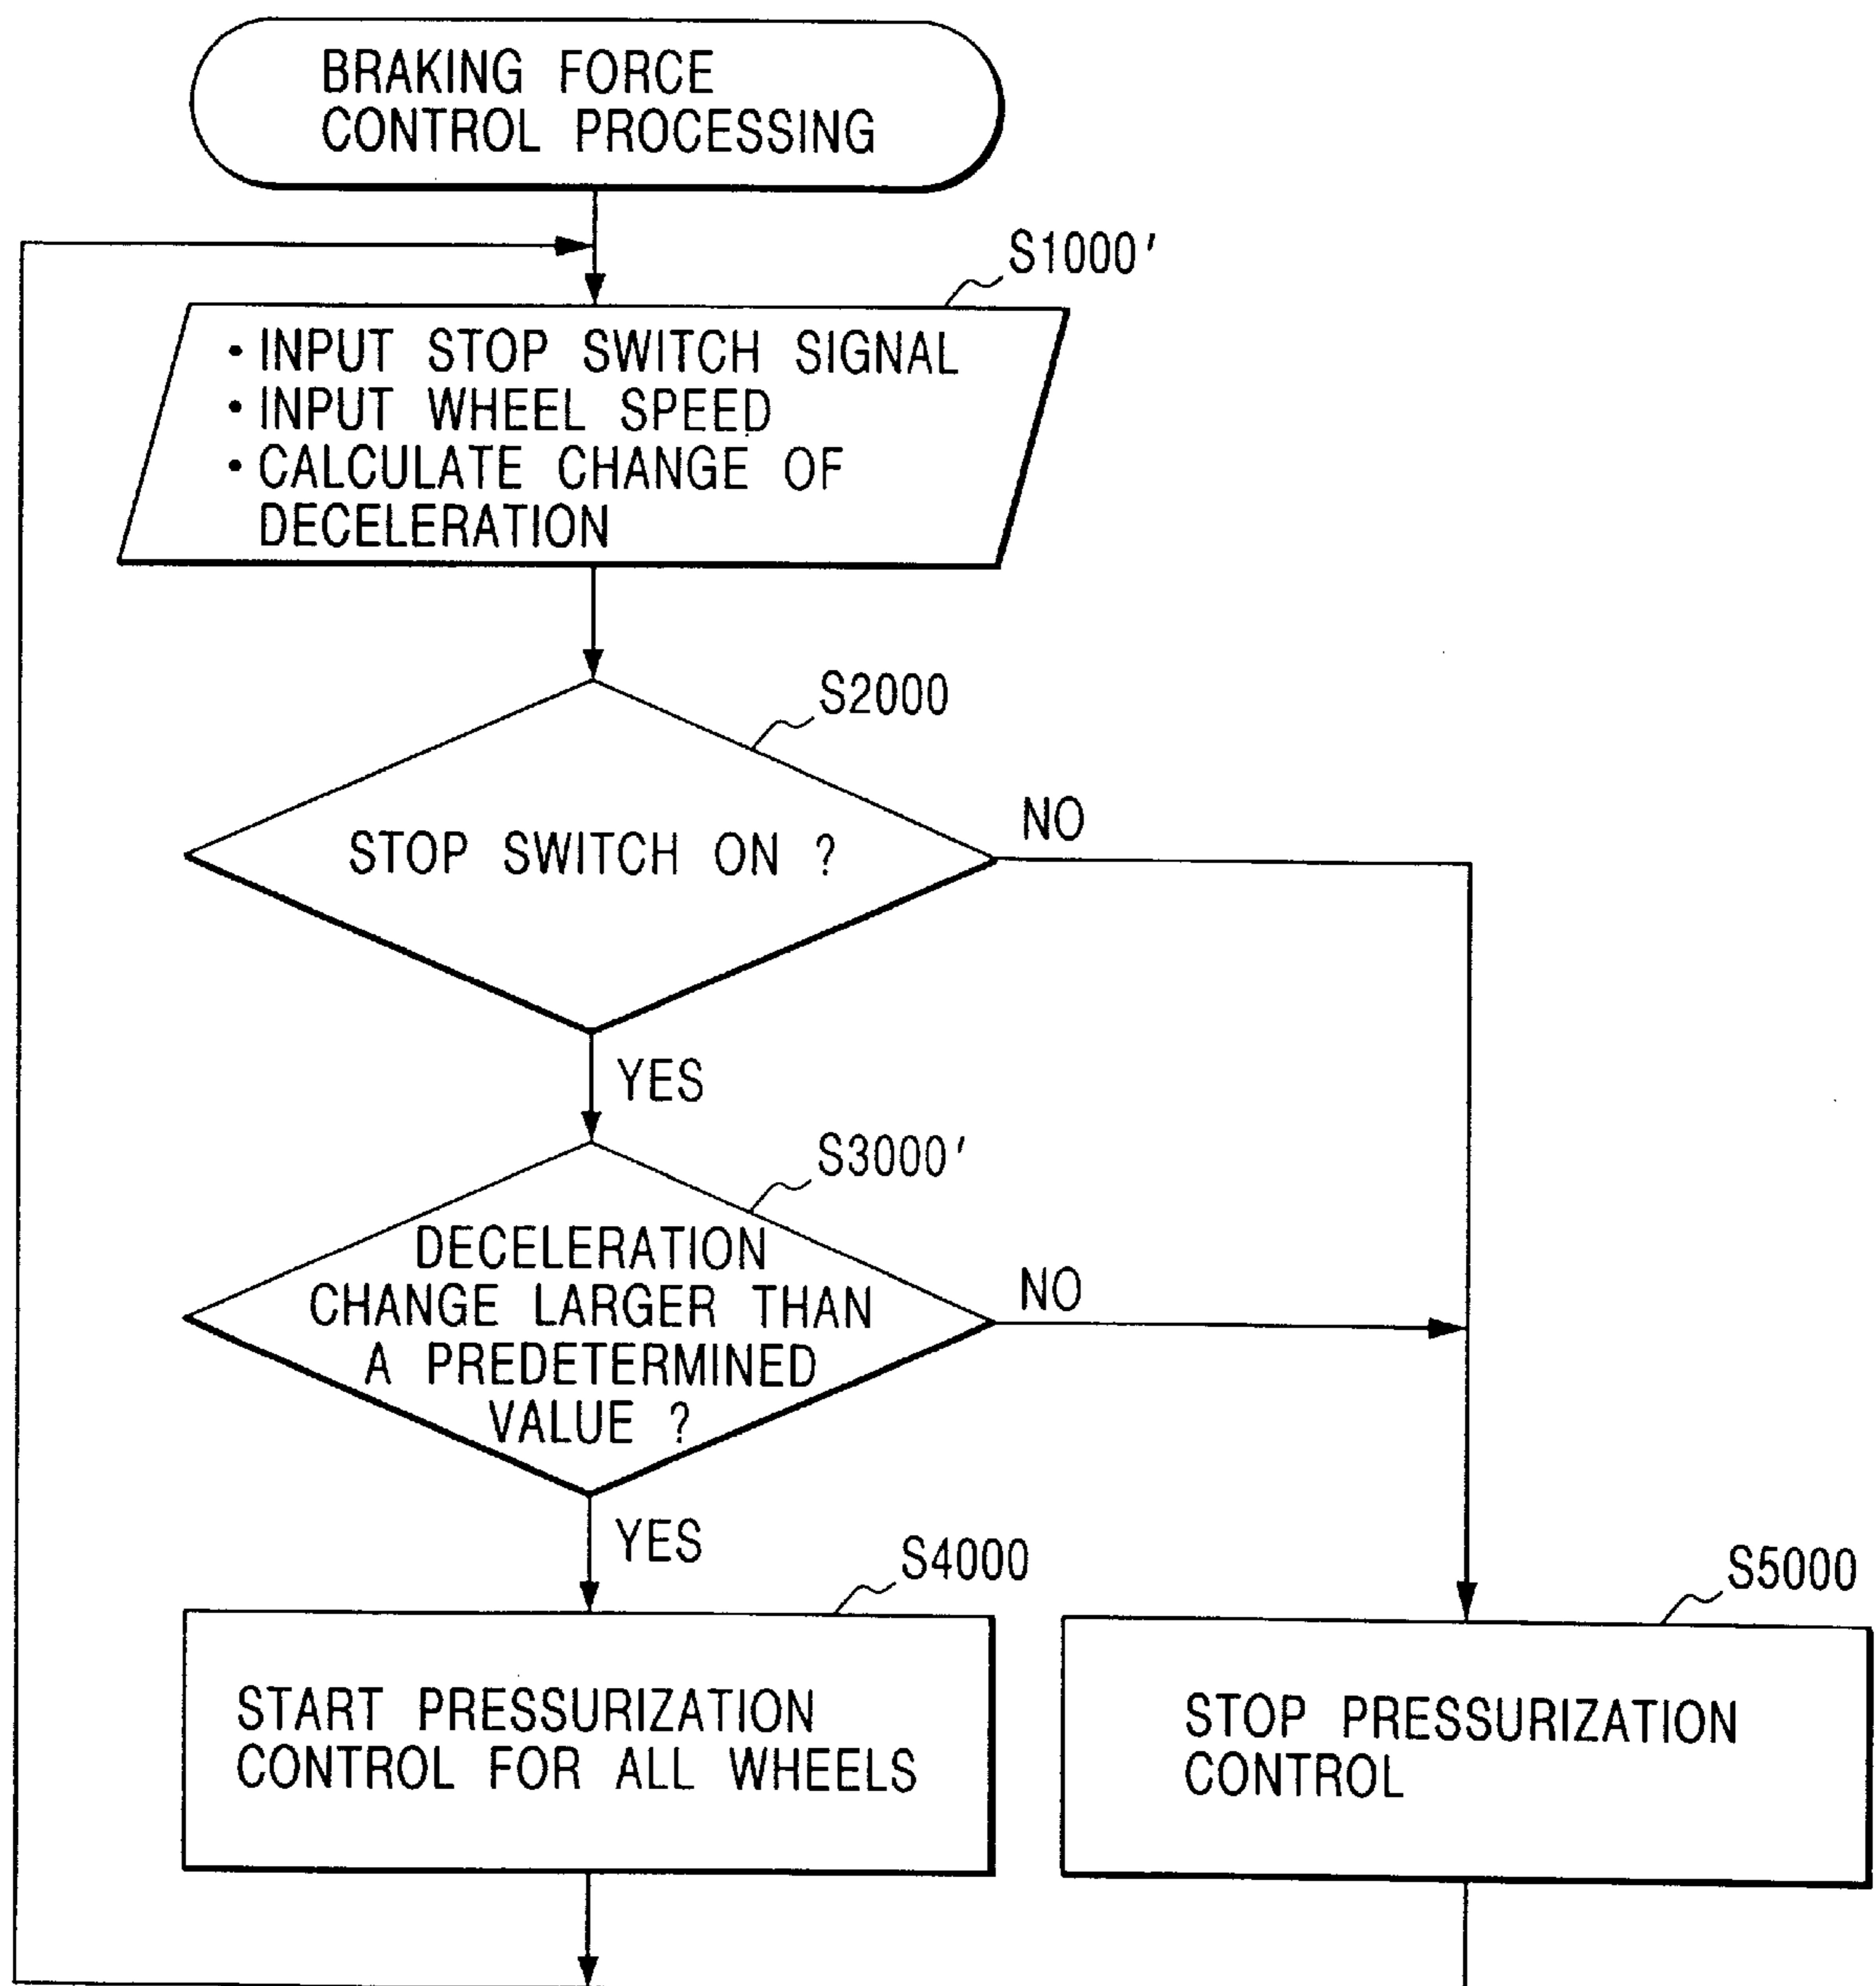 BRAKING FORCE
CONTROL PROCESSING
S1000'
• INPUT STOP SWITCH SIGNAL
• INPUT WHEEL SPEED
• CALCULATE CHANGE OF
DECELERATION
S2000
STOP SWITCH ON ?
NO
YES
S3000'
DECELERATION
CHANGE LARGER THAN
A PREDETERMINED
VALUE ?
NO
YES
S4000
START PRESSURIZATION
CONTROL FOR ALL WHEELS
S5000
STOP PRESSURIZATION
CONTROL